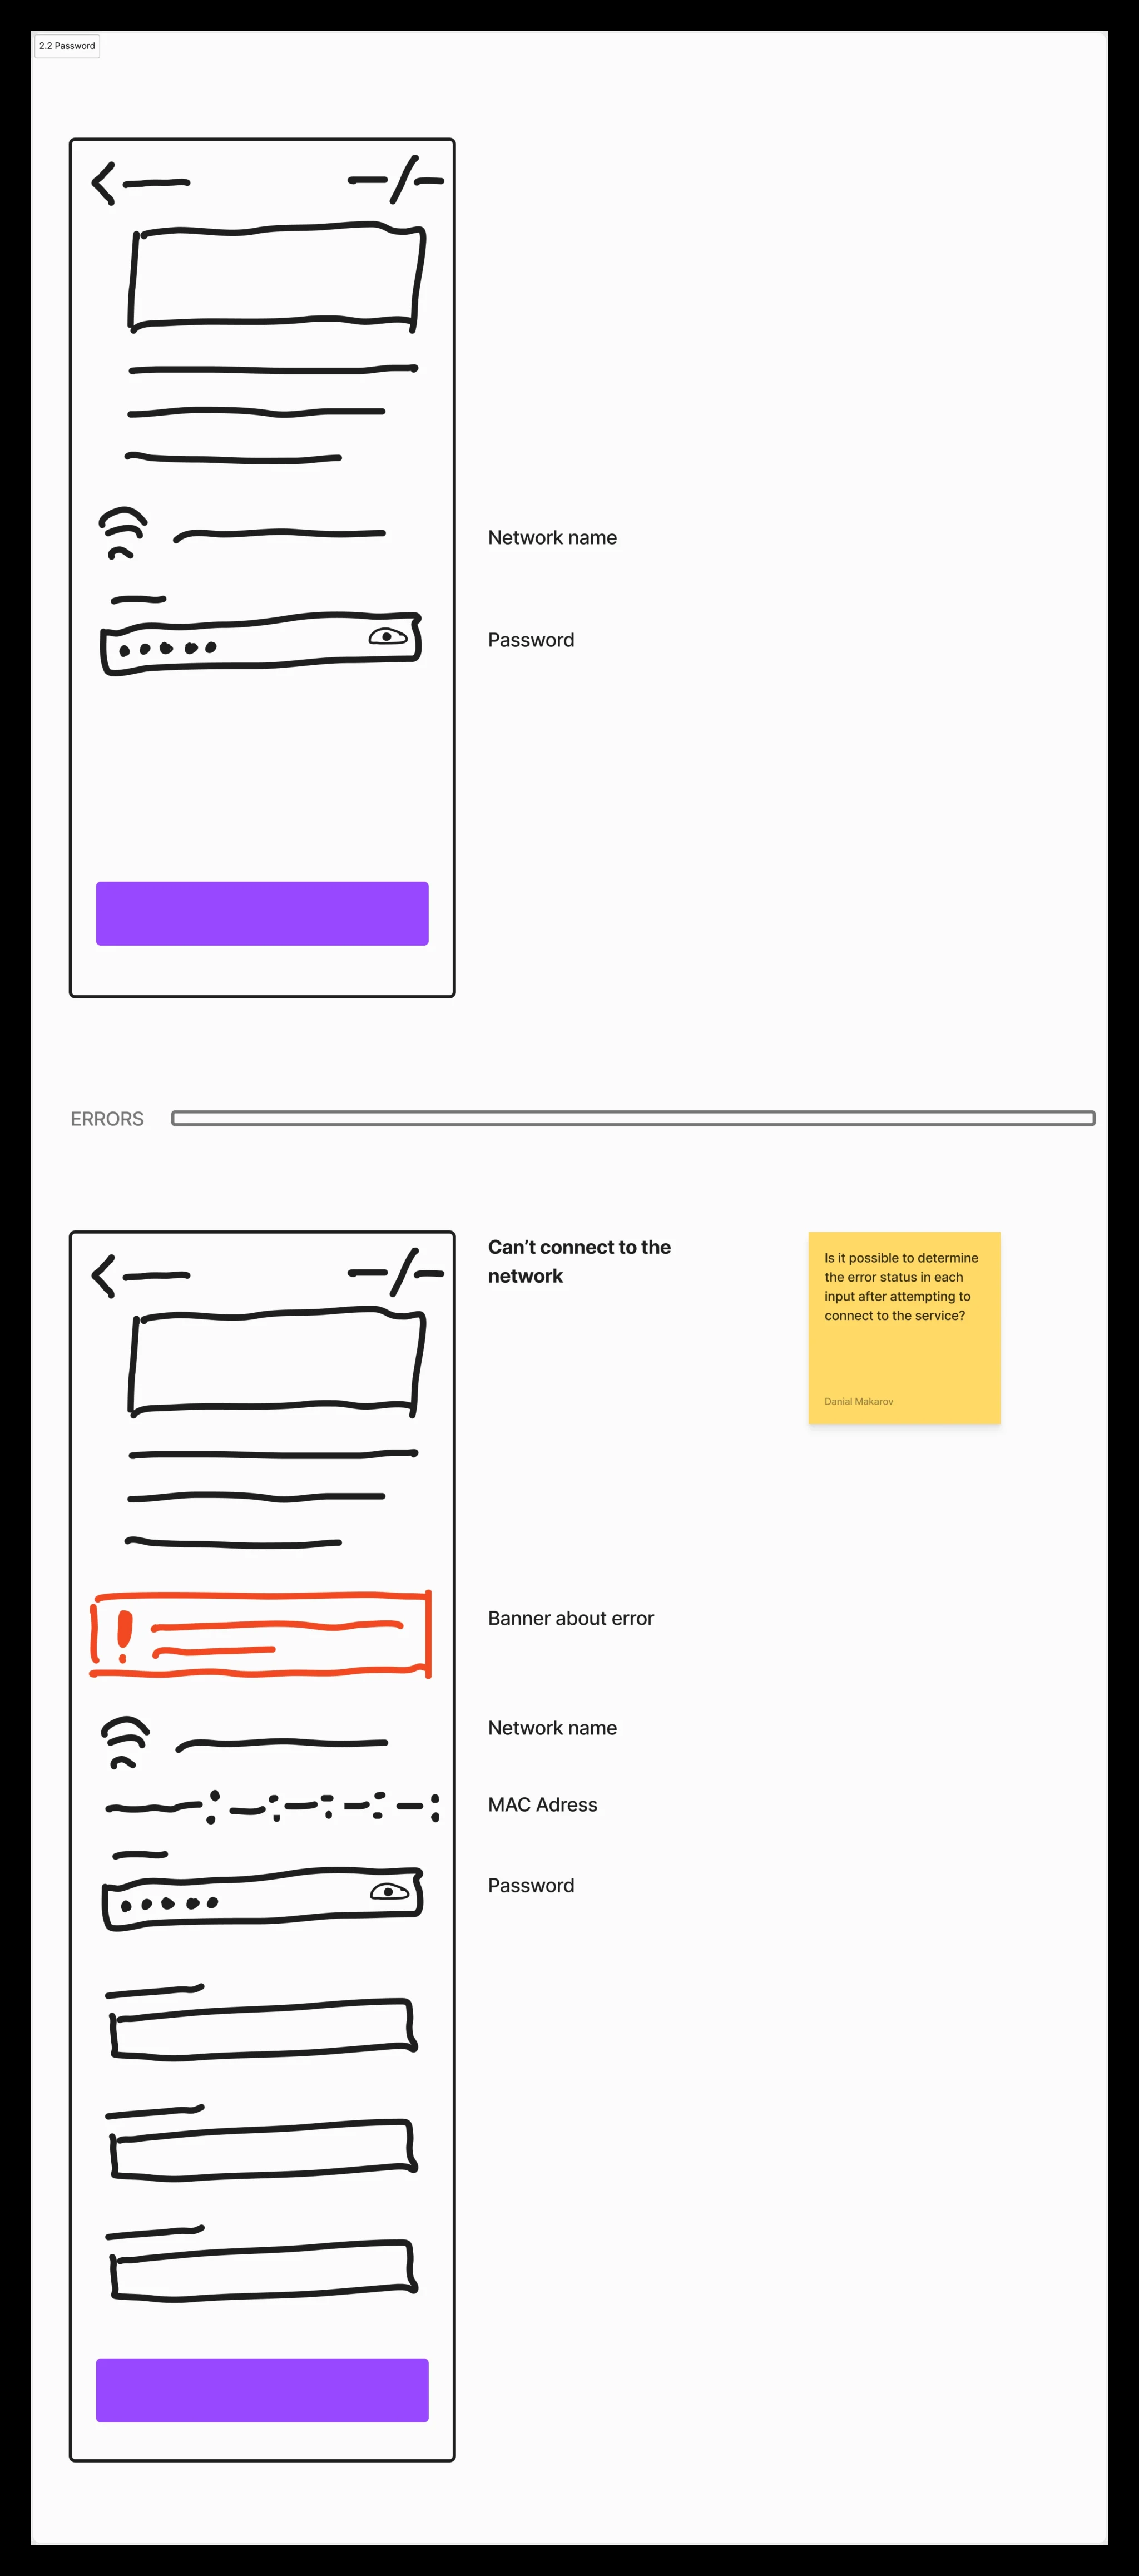 2.2 Password
Network name
Password
ERRORS
Can’t connect to the
network
Is it possible to determine
the error status in each
input after attempting to
connect to the service?
Danial Makarov
Banner about error
Network name
MAC Adress
Password